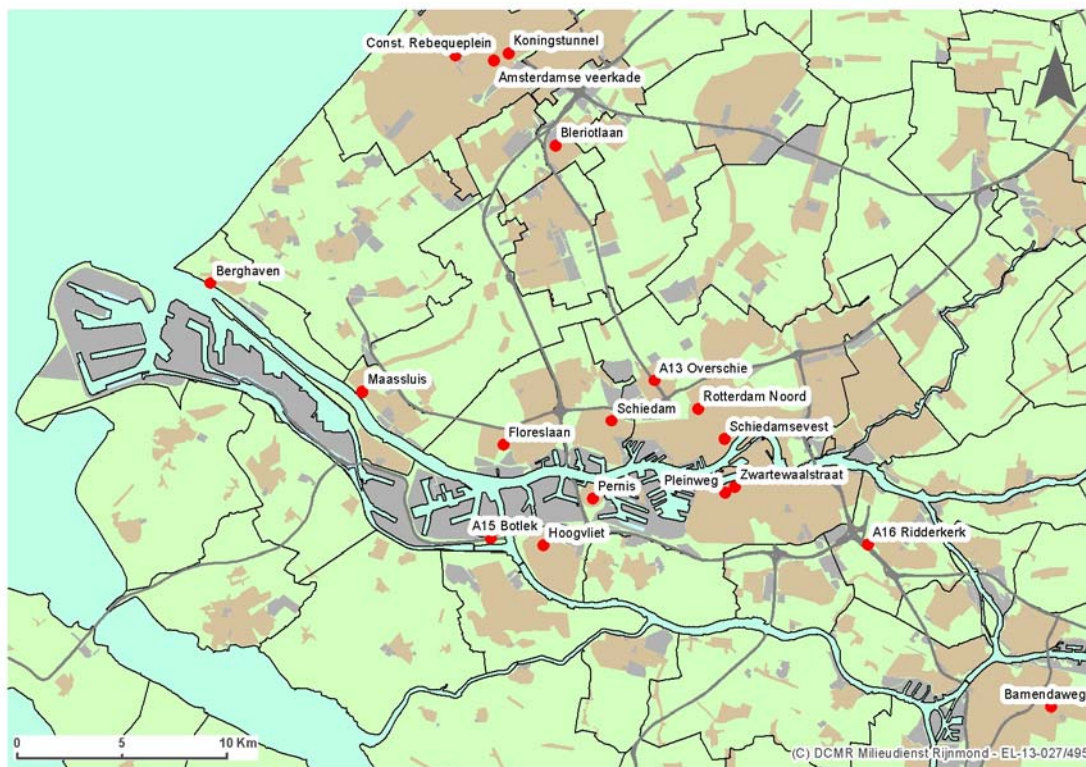 Const. Rebequeplein
Koningstunnel
Amsterdamse veerkade
Bleriotlaan
Berghaven
Maassluis
A13 Overschie
Rotterdam Noord
Schiedam
Schiedamsevest
Floreslaan
Zwartewaalstraat
Pleinweg
Pernis
A15 Botlek
Hoogvliet
A16 Ridderkerk
Bamendaweg
0 5 10 Km
(C) DCMR Milieudienst Rijnmond - EL-13-027/495